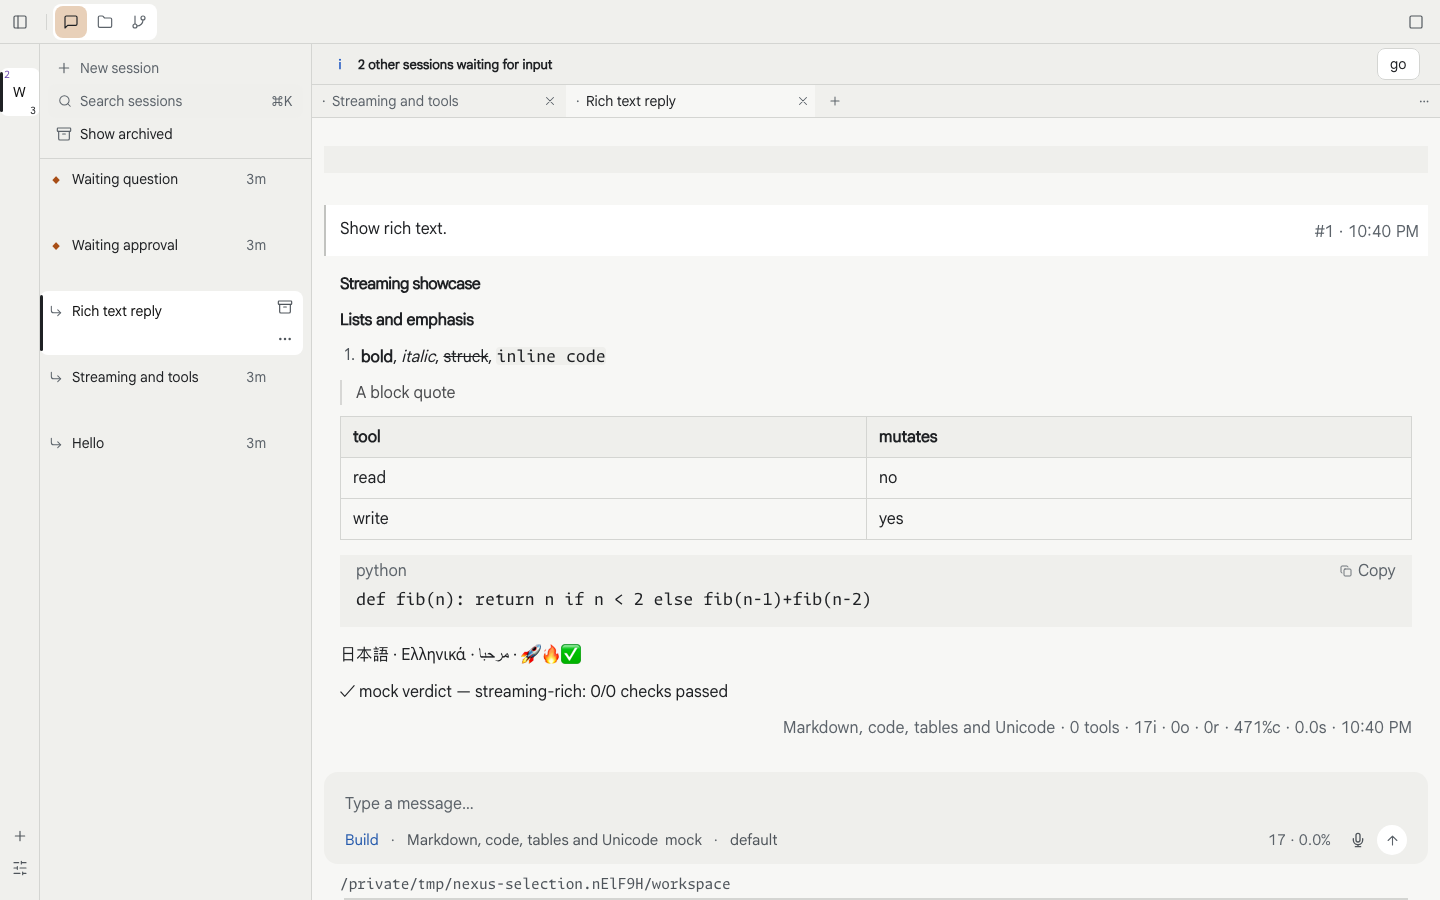 2
W
3
New session
Search sessions ⌘K
Show archived
Waiting question 3m
Waiting approval 3m
Rich text reply
...
Streaming and tools 3m
Hello 3m
i 2 other sessions waiting for input go
· Streaming and tools
· Rich text reply
...
Show rich text. #1 · 10:40 PM
Streaming showcase
Lists and emphasis
1. bold, italic, struck, inline code
A block quote
tool mutates
read no
write yes
python Copy
def fib(n): return n if n < 2 else fib(n-1)+fib(n-2)
日本語 · Ελληνικά · مرحبا · 🚀🔥✅
✓ mock verdict — streaming-rich: 0/0 checks passed
Markdown, code, tables and Unicode · 0 tools · 17i · 0o · 0r · 471%c · 0.0s · 10:40 PM
Type a message...
Build · Markdown, code, tables and Unicode mock · default 17 · 0.0%
/private/tmp/nexus-selection.nElF9H/workspace